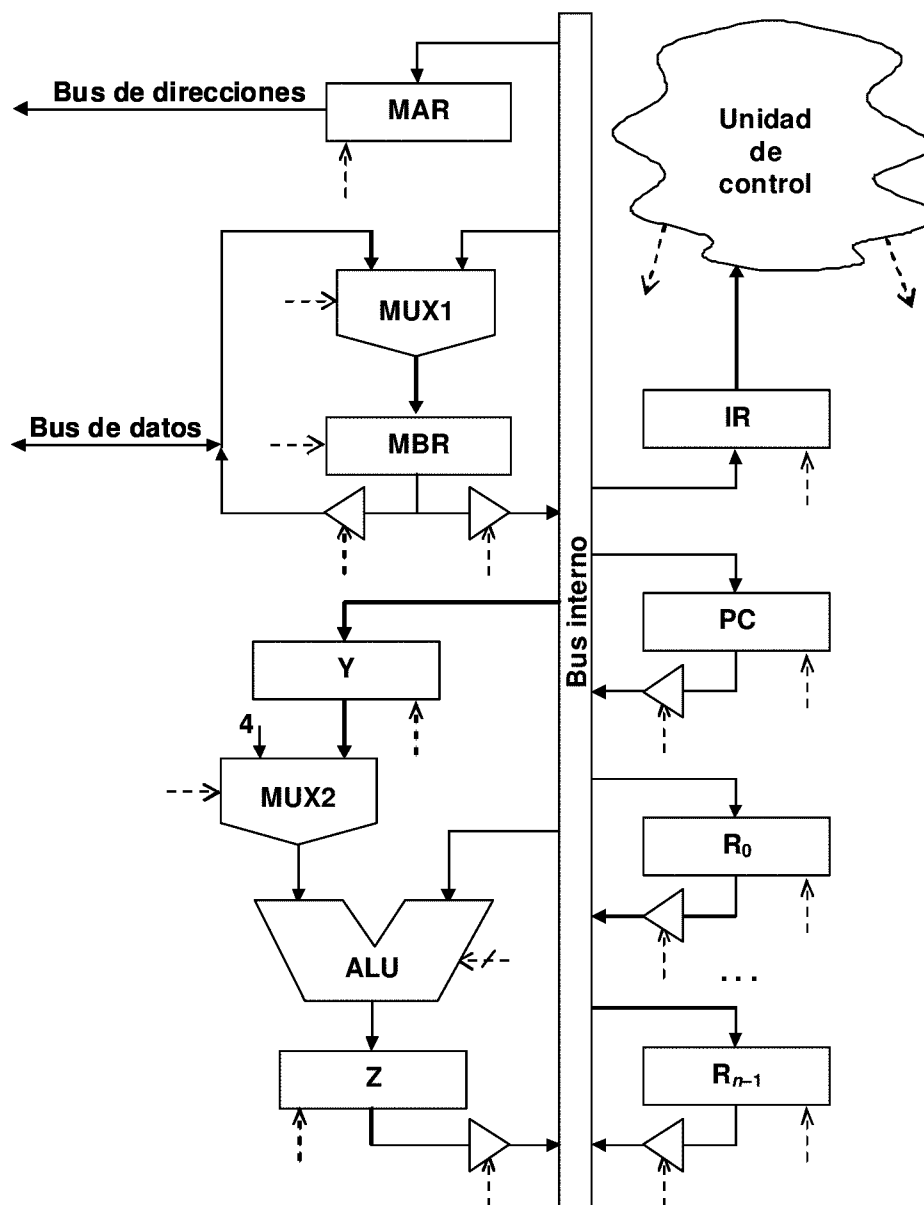 Bus de direcciones
MAR
Unidad
de
control
MUX1
Bus de datos
MBR
IR
Bus interno
PC
Y
4
MUX2
R0
ALU
...
Z
Rn–1